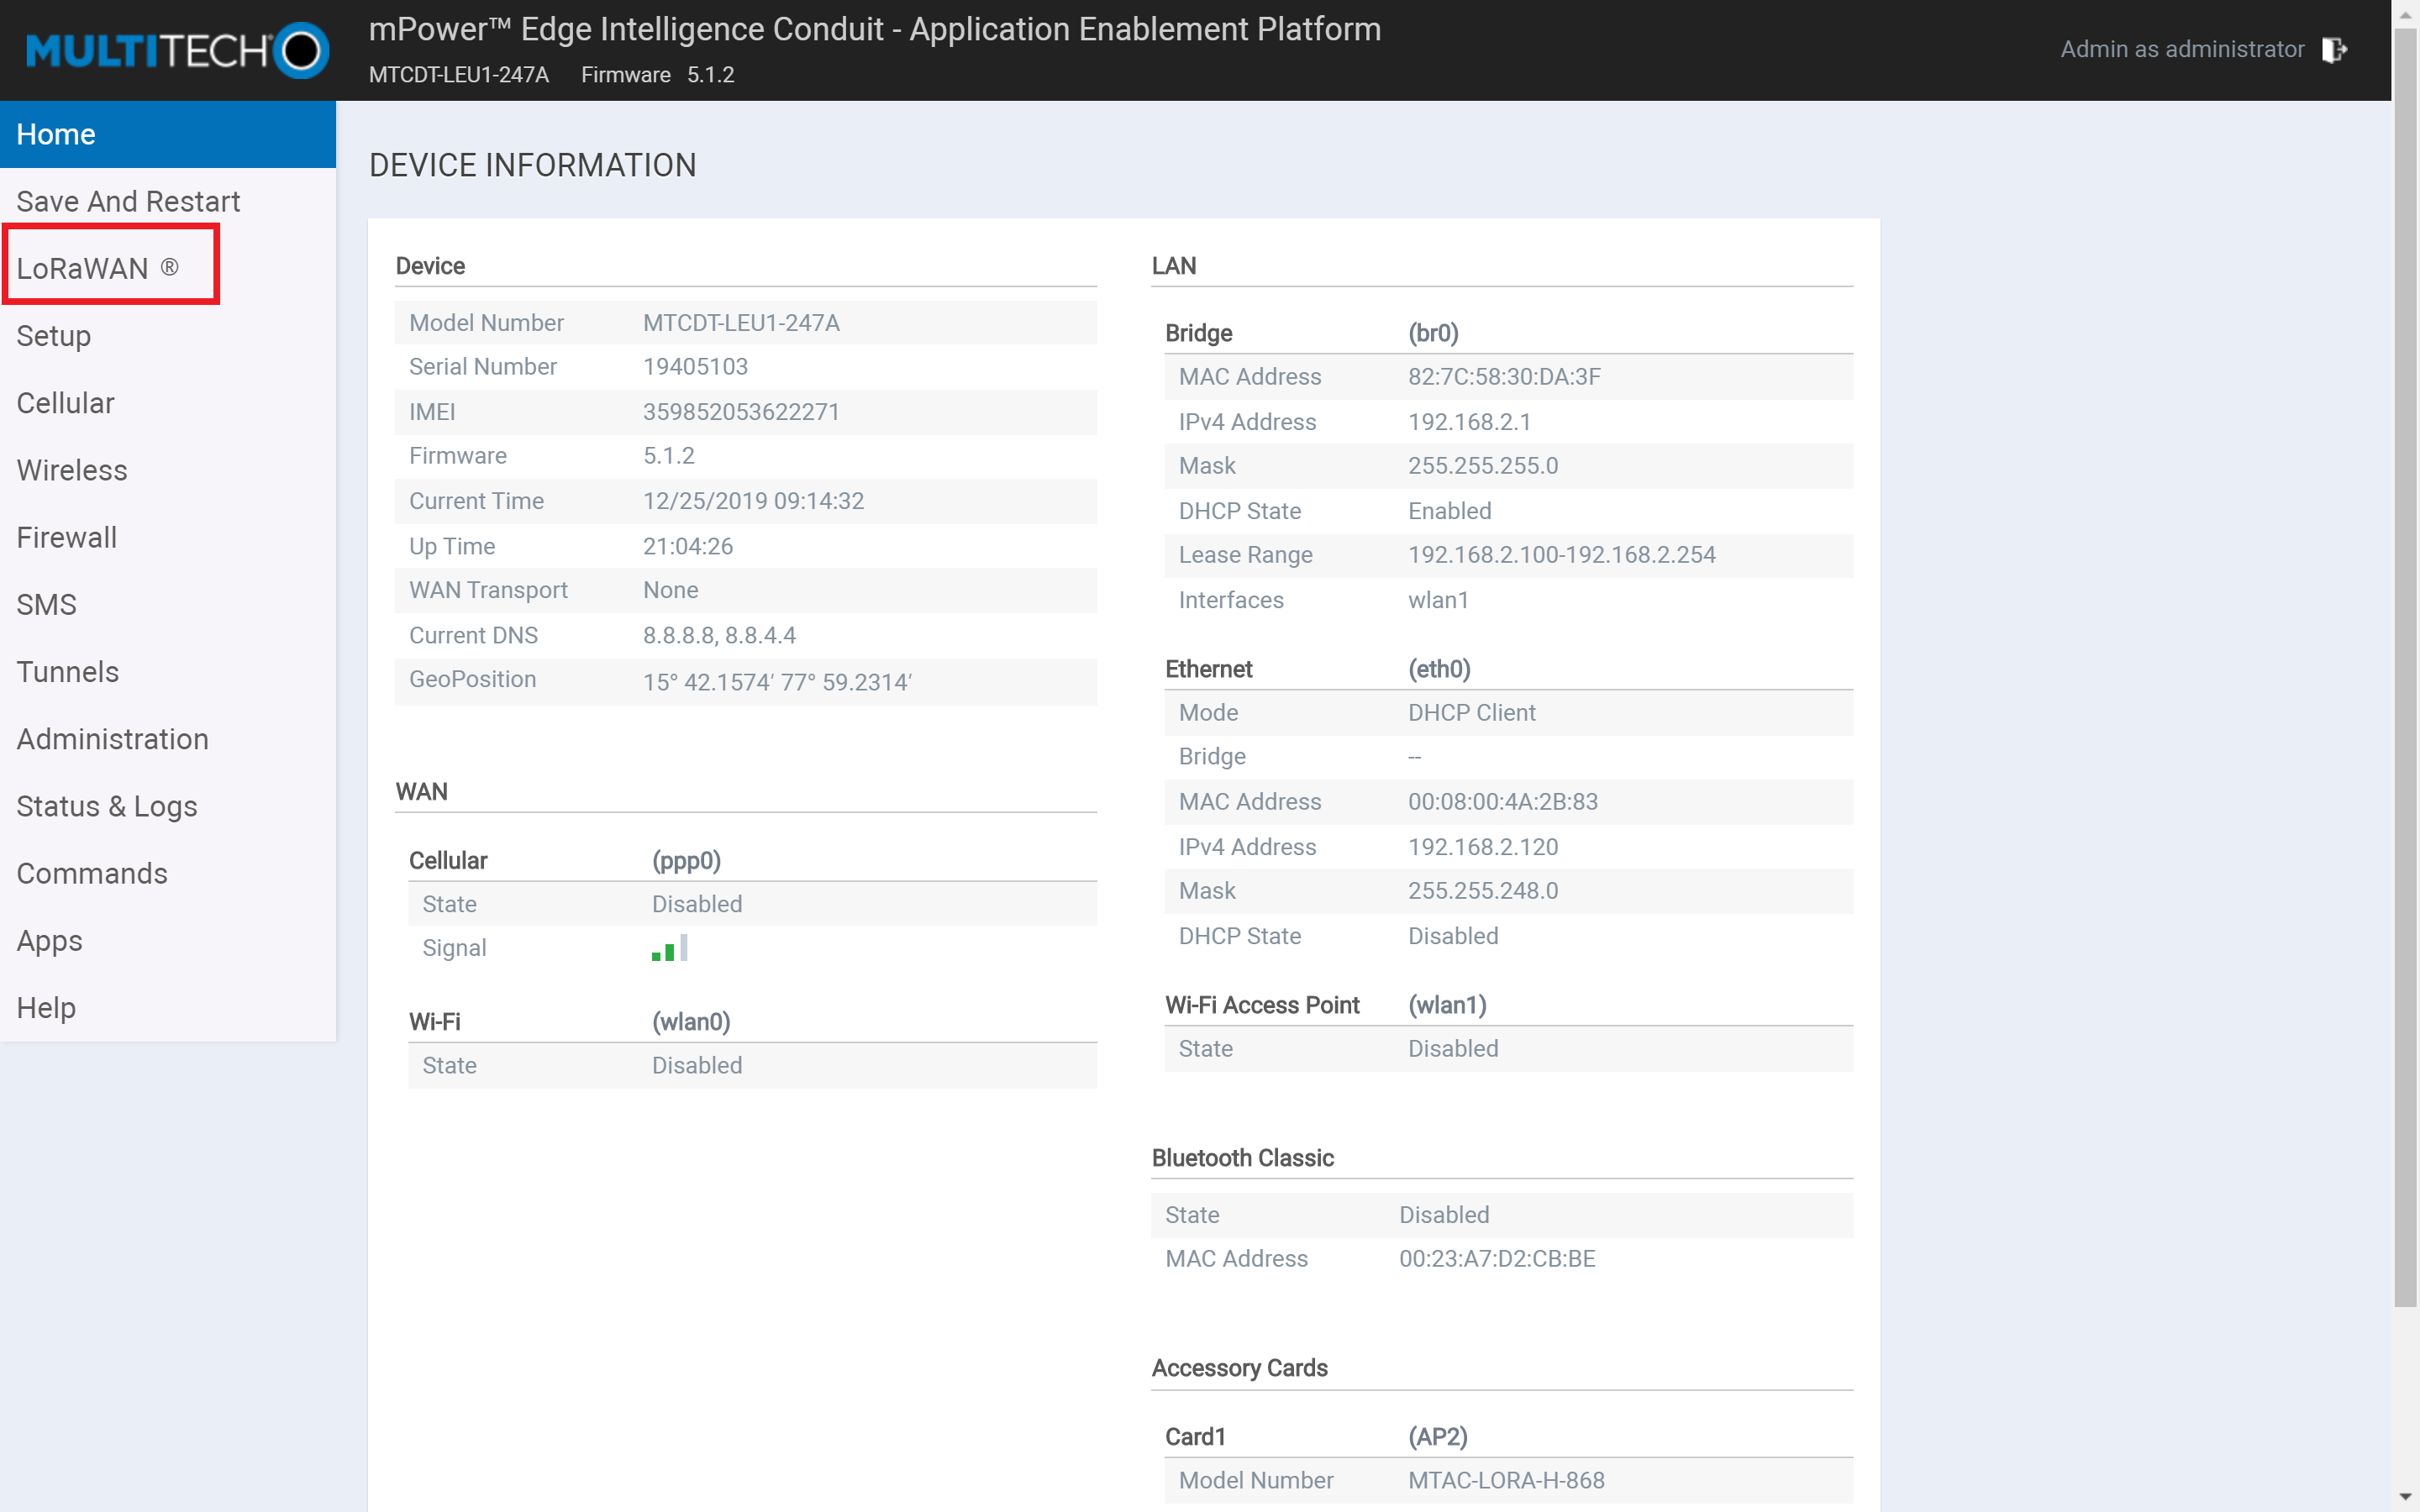 MULTITECH
mPower™ Edge Intelligence Conduit - Application Enablement Platform
MTCDT-LEU1-247A Firmware 5.1.2
Admin as administrator
Home
Save And Restart
LoRaWAN ®
Setup
Cellular
Wireless
Firewall
SMS
Tunnels
Administration
Status & Logs
Commands
Apps
Help
DEVICE INFORMATION
Device
Model Number MTCDT-LEU1-247A
Serial Number 19405103
IMEI 359852053622271
Firmware 5.1.2
Current Time 12/25/2019 09:14:32
Up Time 21:04:26
WAN Transport None
Current DNS 8.8.8.8, 8.8.4.4
GeoPosition 15° 42.1574′ 77° 59.2314′
WAN
Cellular (ppp0)
State Disabled
Signal
Wi-Fi (wlan0)
State Disabled
LAN
Bridge (br0)
MAC Address 82:7C:58:30:DA:3F
IPv4 Address 192.168.2.1
Mask 255.255.255.0
DHCP State Enabled
Lease Range 192.168.2.100-192.168.2.254
Interfaces wlan1
Ethernet (eth0)
Mode DHCP Client
Bridge --
MAC Address 00:08:00:4A:2B:83
IPv4 Address 192.168.2.120
Mask 255.255.248.0
DHCP State Disabled
Wi-Fi Access Point (wlan1)
State Disabled
Bluetooth Classic
State Disabled
MAC Address 00:23:A7:D2:CB:BE
Accessory Cards
Card1 (AP2)
Model Number MTAC-LORA-H-868